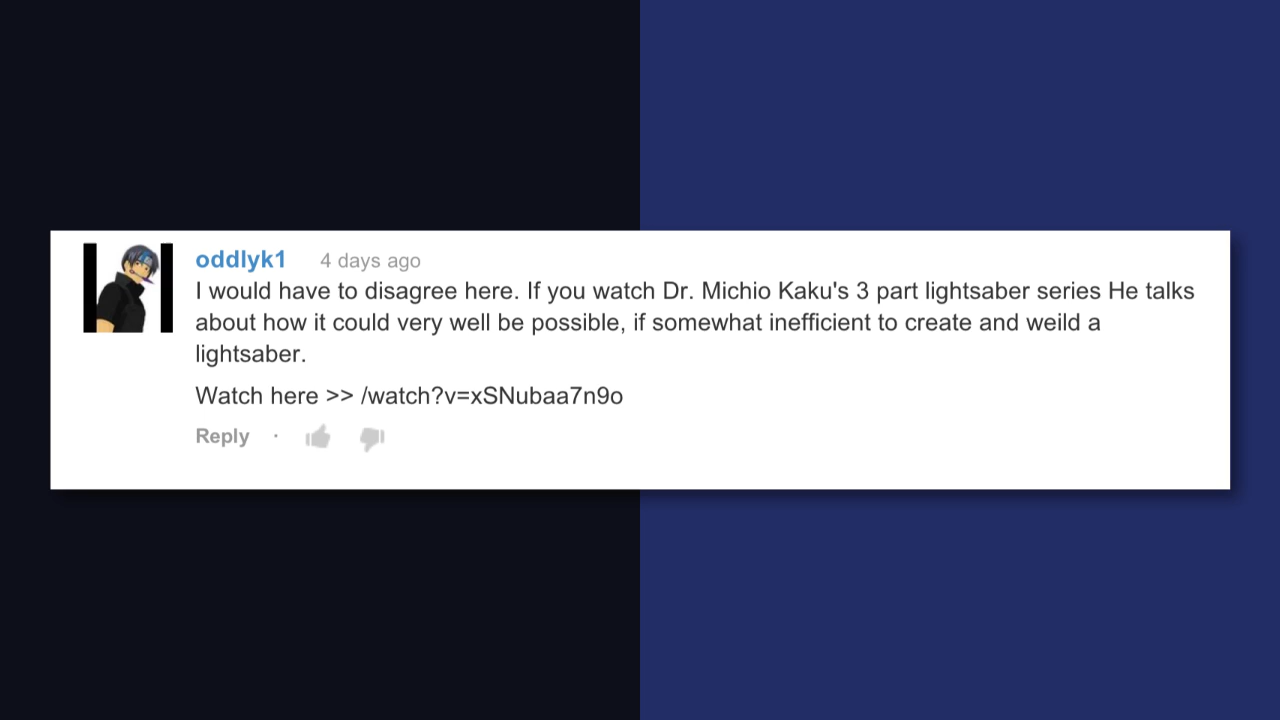 oddlyk1 4 days ago
I would have to disagree here. If you watch Dr. Michio Kaku's 3 part lightsaber series He talks
about how it could very well be possible, if somewhat inefficient to create and weild a
lightsaber.
Watch here >> /watch?v=xSNubaa7n9o
Reply ·